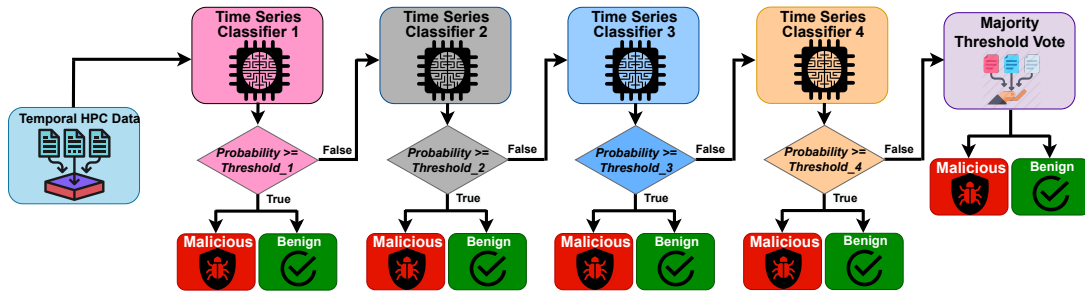 Temporal HPC Data
Time Series
Classifier 1
Probability >=
Threshold_1
False
True
Malicious
Benign
Time Series
Classifier 2
Probability >=
Threshold_2
False
True
Malicious
Benign
Time Series
Classifier 3
Probability >=
Threshold_3
False
True
Malicious
Benign
Time Series
Classifier 4
Probability >=
Threshold_4
False
True
Malicious
Benign
Majority
Threshold Vote
Malicious
Benign